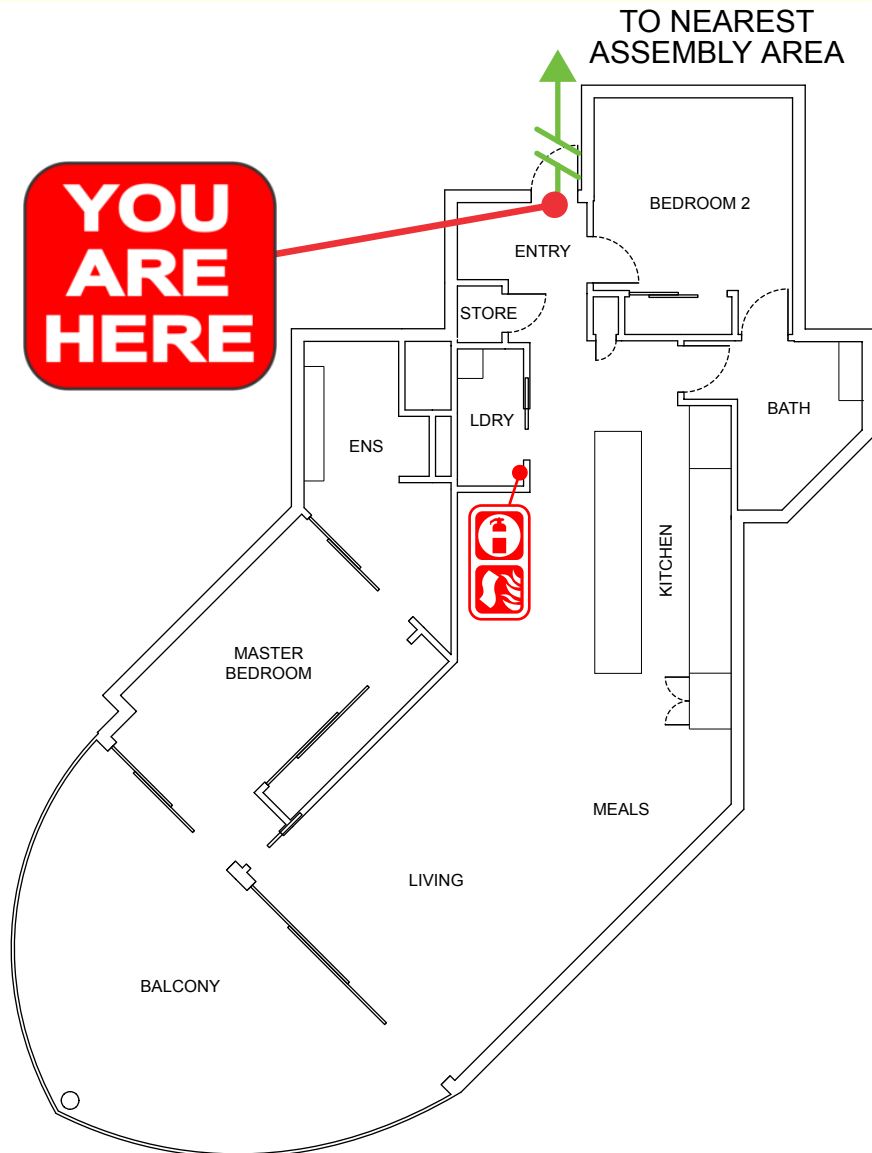 TO NEAREST
ASSEMBLY AREA
YOU
ARE
HERE
BEDROOM 2
ENTRY
STORE
BATH
LDRY
ENS
KITCHEN
MASTER
BEDROOM
MEALS
LIVING
BALCONY